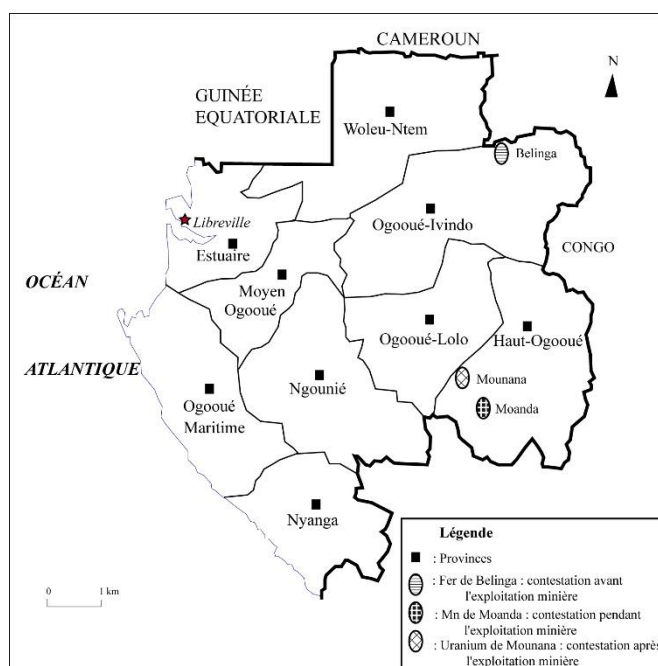 CAMEROUN
N
GUINÉE
EQUATORIALE
Woleu-Ntem
Belinga
Libreville
Ogooué-Ivindo
Estuaire
CONGO
OCÉAN
Moyen
Ogooué
Ogooué-Lolo
Haut-Ogooué
ATLANTIQUE
Ngounié
Mounana
Ogooué
Maritime
Moanda
Nyanga
Légende
: Provinces
: Fer de Belinga : contestation avant
l'exploitation minière
: Mn de Moanda : contestation pendant
l'exploitation minière
: Uranium de Mounana : contestation après
l'exploitation minière
0 1 km